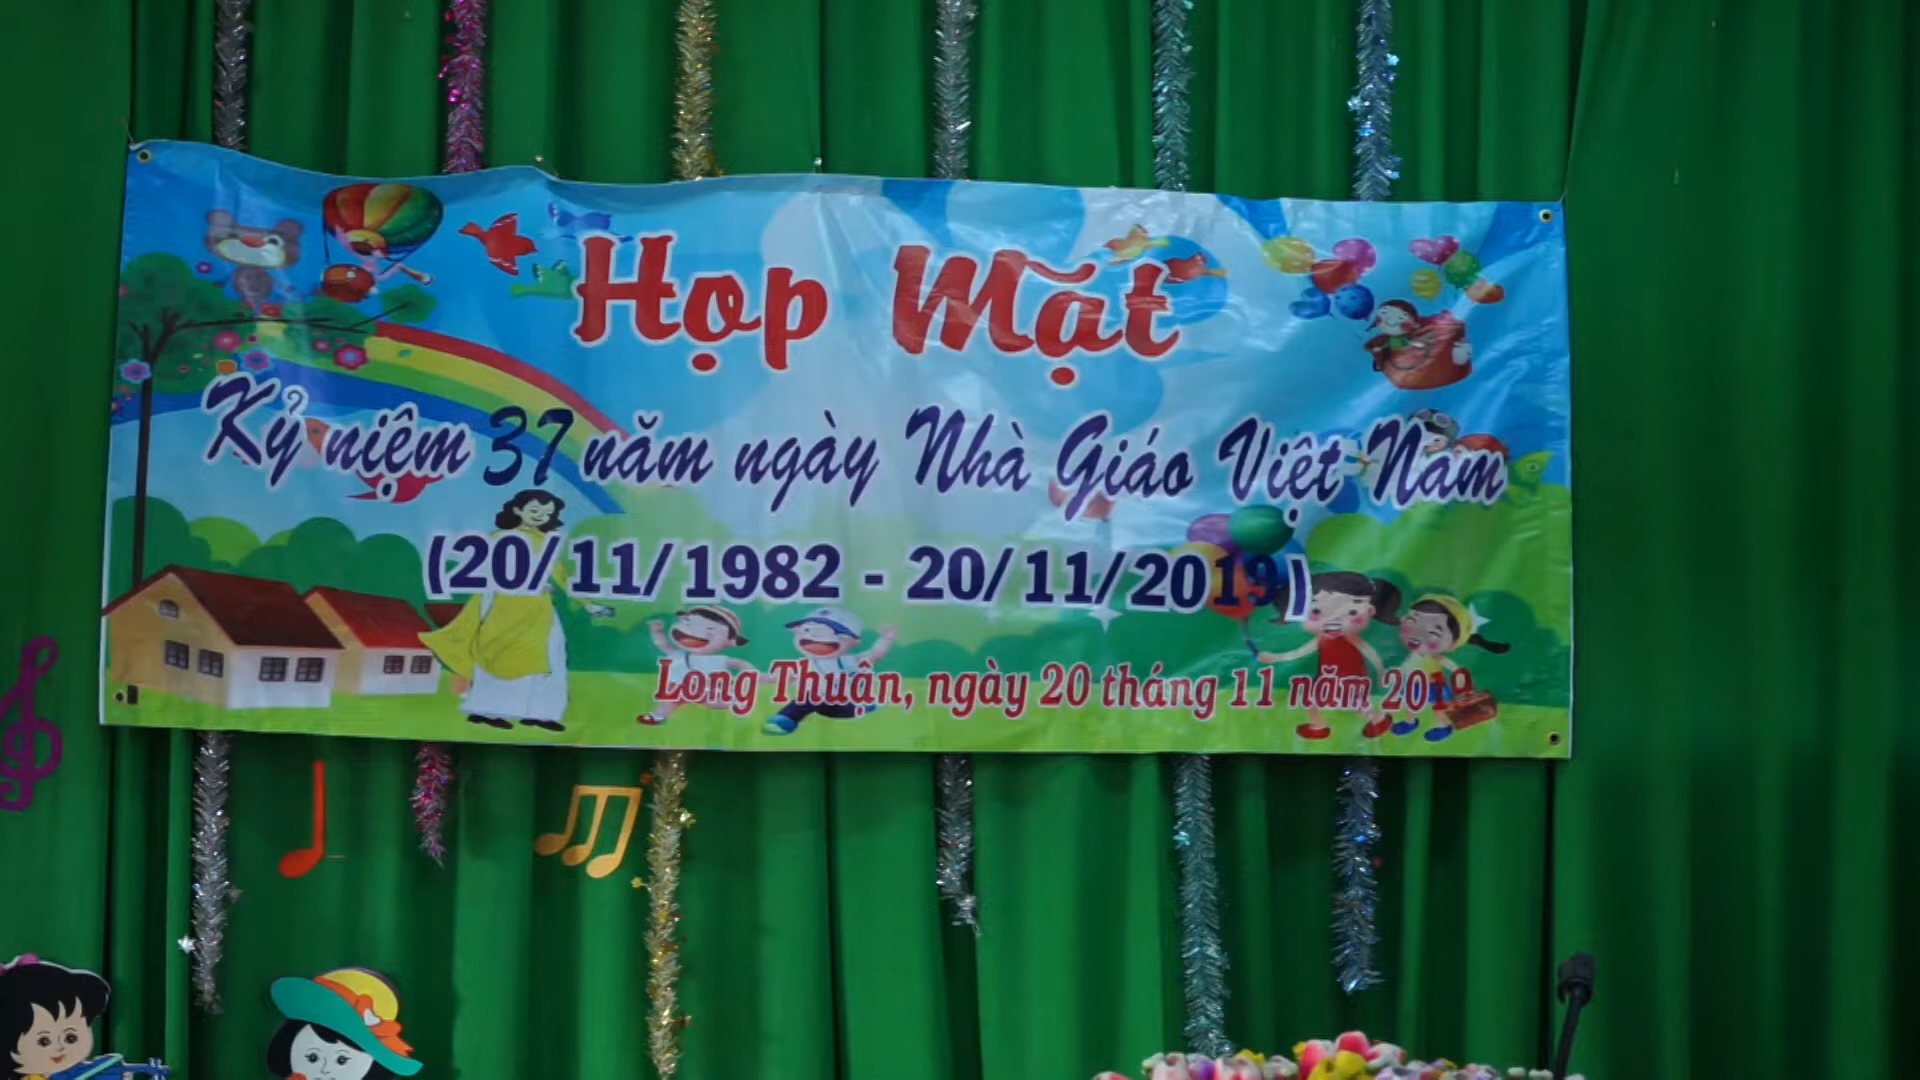 Họp Mặt
Kỷ niệm 37 năm ngày Nhà Giáo Việt Nam
(20/11/1982 - 20/11/2019)
Long Thuận, ngày 20 tháng 11 năm 2019